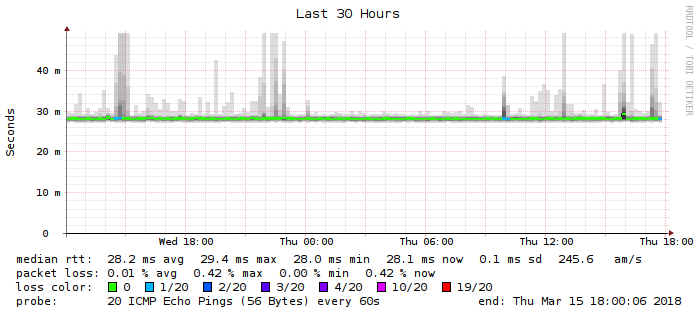 Last 30 Hours
RRDTOOL / TOBI OETIKER
Seconds
40 m
30 m
20 m
10 m
0
Wed 18:00 Thu 00:00 Thu 06:00 Thu 12:00 Thu 18:00
median rtt: 28.2 ms avg 29.4 ms max 28.0 ms min 28.1 ms now 0.1 ms sd 245.6 am/s
packet loss: 0.01 % avg 0.42 % max 0.00 % min 0.42 % now
loss color: 0 1/20 2/20 3/20 4/20 10/20 19/20
probe: 20 ICMP Echo Pings (56 Bytes) every 60s end: Thu Mar 15 18:00:06 2018